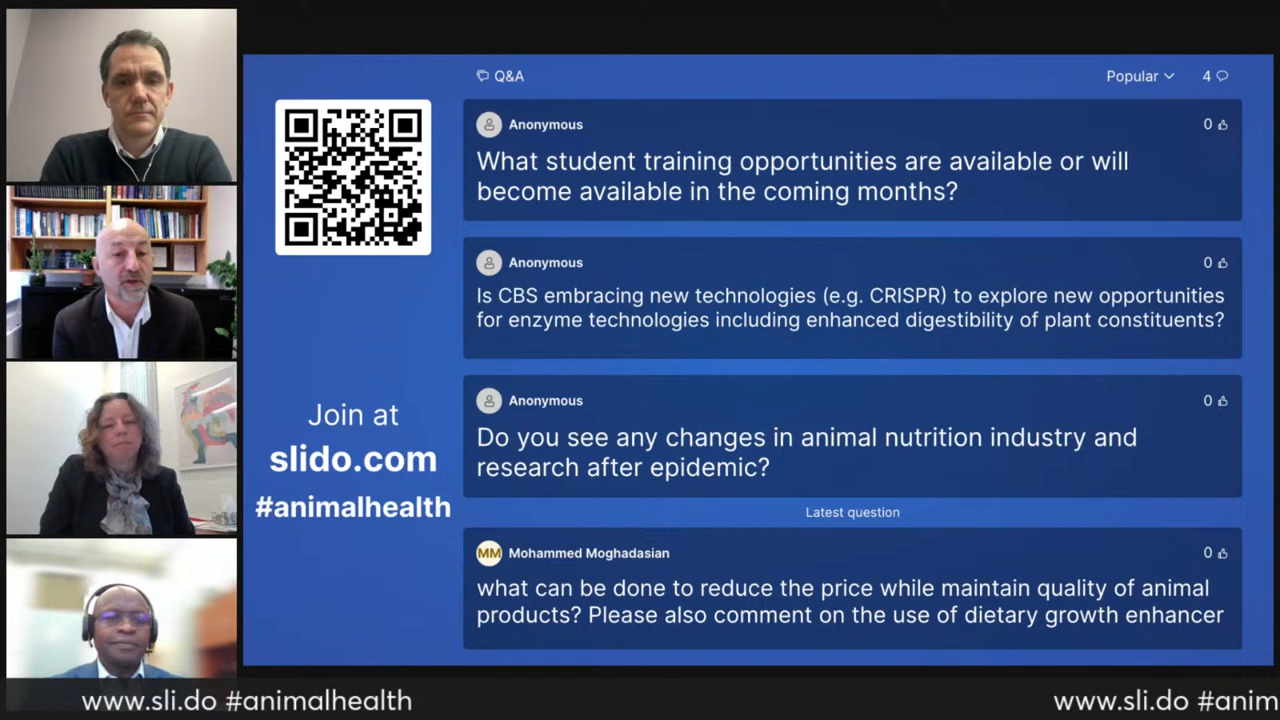 Q&A
Popular
4
Anonymous
0
What student training opportunities are available or will
become available in the coming months?
Anonymous
0
Is CBS embracing new technologies (e.g. CRISPR) to explore new opportunities
for enzyme technologies including enhanced digestibility of plant constituents?
Anonymous
0
Do you see any changes in animal nutrition industry and
research after epidemic?
Join at
slido.com
#animalhealth
Latest question
MM Mohammed Moghadasian
0
what can be done to reduce the price while maintain quality of animal
products? Please also comment on the use of dietary growth enhancer
www.sli.do #animalhealth
www.sli.do #anim